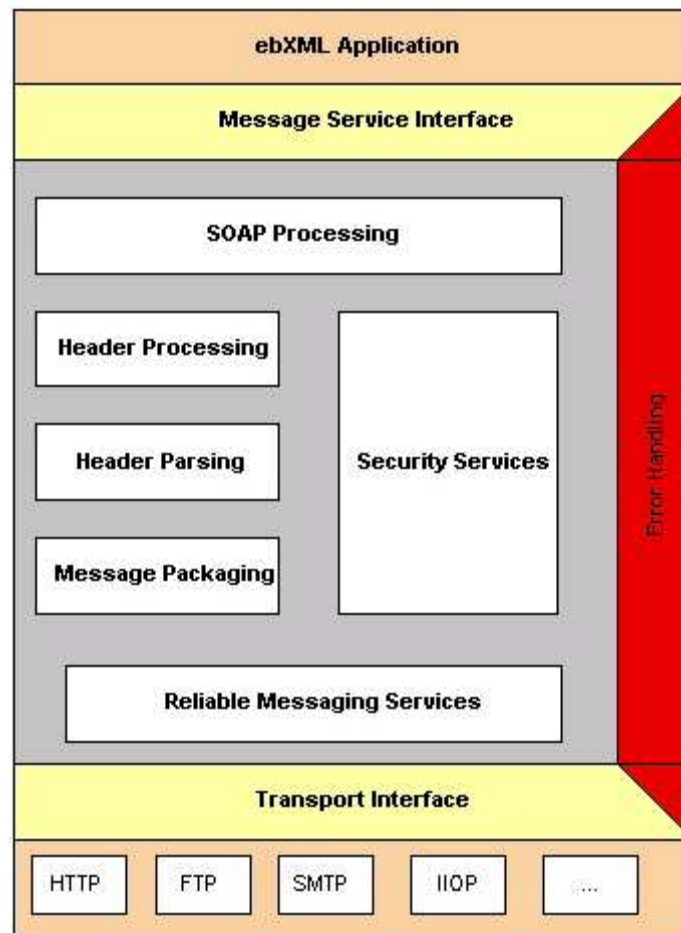 ebXML Application
Message Service Interface
SOAP Processing
Header Processing
Header Parsing
Security Services
Message Packaging
Error Handling
Reliable Messaging Services
Transport Interface
HTTP
FTP
SMTP
IIOP
...